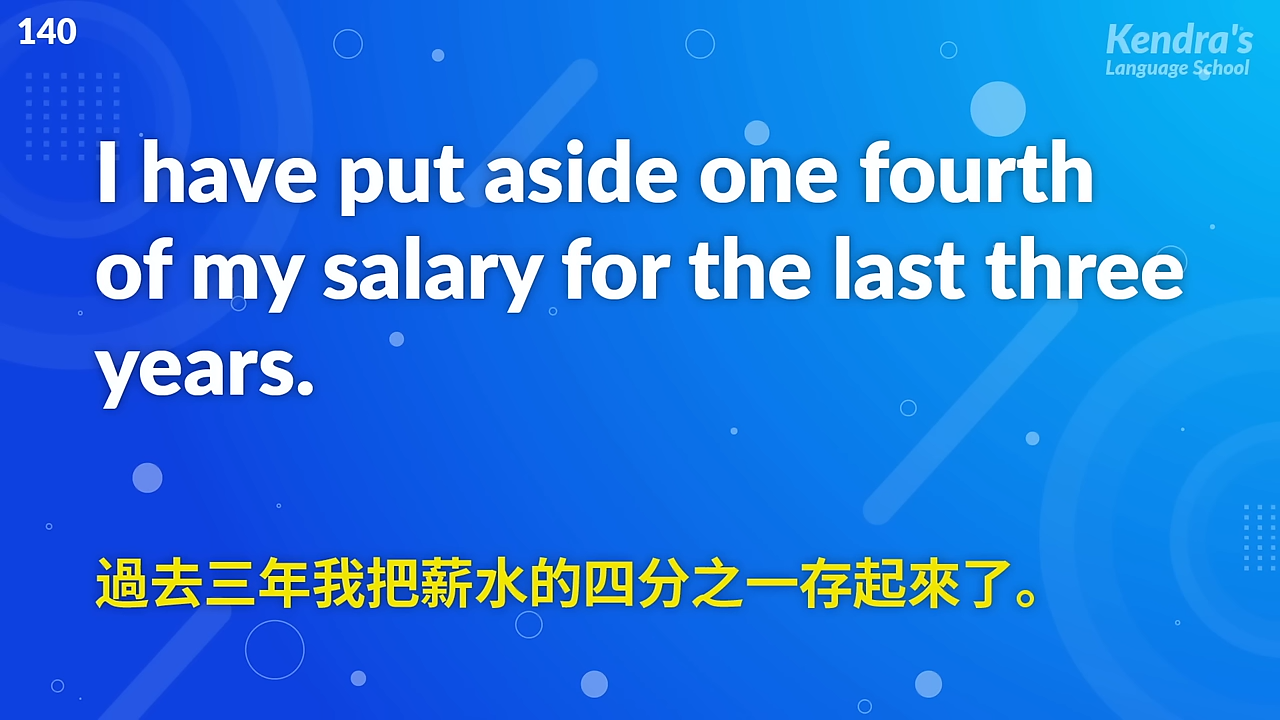 140
Kendra's
Language School
I have put aside one fourth
of my salary for the last three
years.
過去三年我把薪水的四分之一存起來了。